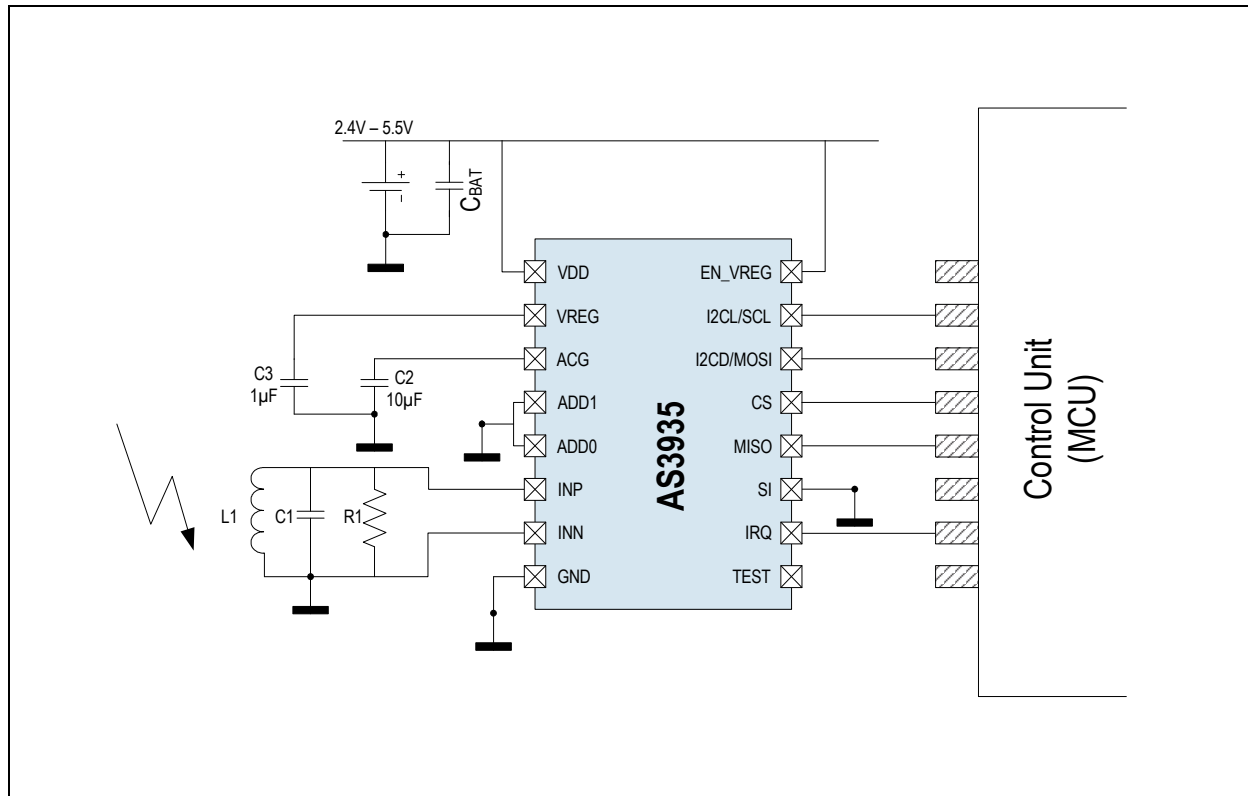 2.4V – 5.5V
+
-
CBAT
VDD
VREG
ACG
ADD1
ADD0
INP
INN
GND
AS3935
EN_VREG
I2CL/SCL
I2CD/MOSI
CS
MISO
SI
IRQ
TEST
C3
1µF
C2
10µF
L1
C1
R1
Control Unit
(MCU)